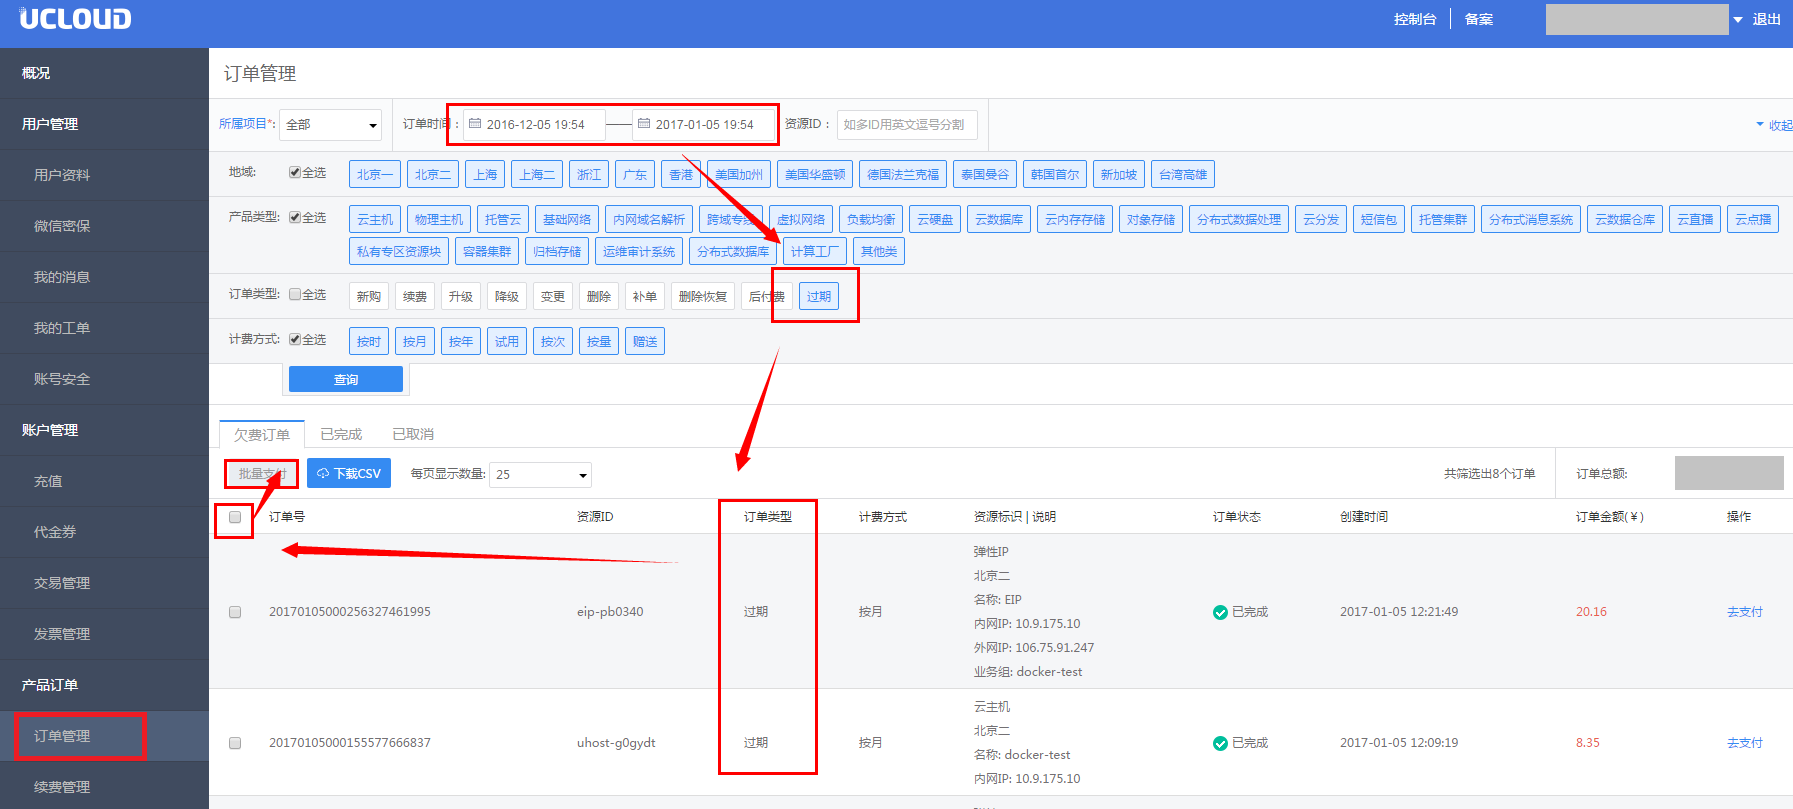 UCLOUD
控制台 备案 退出
概况
用户管理
用户资料
微信密保
我的消息
我的工单
账号安全
账户管理
充值
代金券
交易管理
发票管理
产品订单
订单管理
续费管理
订单管理
所属项目*: 全部 订单时间: 2016-12-05 19:54 2017-01-05 19:54 资源ID: 如多ID用英文逗号分割 收起
地域: 全选 北京一 北京二 上海 上海二 浙江 广东 香港 美国加州 美国华盛顿 德国法兰克福 泰国曼谷 韩国首尔 新加坡 台湾高雄
产品类型: 全选 云主机 物理主机 托管云 基础网络 内网域名解析 跨域专线 虚拟网络 负载均衡 云硬盘 云数据库 云内存存储 对象存储 分布式数据处理 云分发 短信包 托管集群 分布式消息系统 云数据仓库 云直播 云点播
私有专区资源块 容器集群 归档存储 运维审计系统 分布式数据库 计算工厂 其他类
订单类型: 全选 新购 续费 升级 降级 变更 删除 补单 删除恢复 后付费 过期
计费方式: 全选 按时 按月 按年 试用 按次 按量 赠送
查询
欠费订单 已完成 已取消
批量支付 下载CSV 每页显示数量: 25 共筛选出8个订单 订单总额:
订单号 资源ID 订单类型 计费方式 资源标识 | 说明 订单状态 创建时间 订单金额(¥) 操作
弹性IP
北京二
名称: EIP
20170105000256327461995 eip-pb0340 过期 按月 已完成 2017-01-05 12:21:49 20.16 去支付
内网IP: 10.9.175.10
外网IP: 106.75.91.247
业务组: docker-test
云主机
北京二
20170105000155577666837 uhost-g0gydt 过期 按月 已完成 2017-01-05 12:09:19 8.35 去支付
名称: docker-test
内网IP: 10.9.175.10